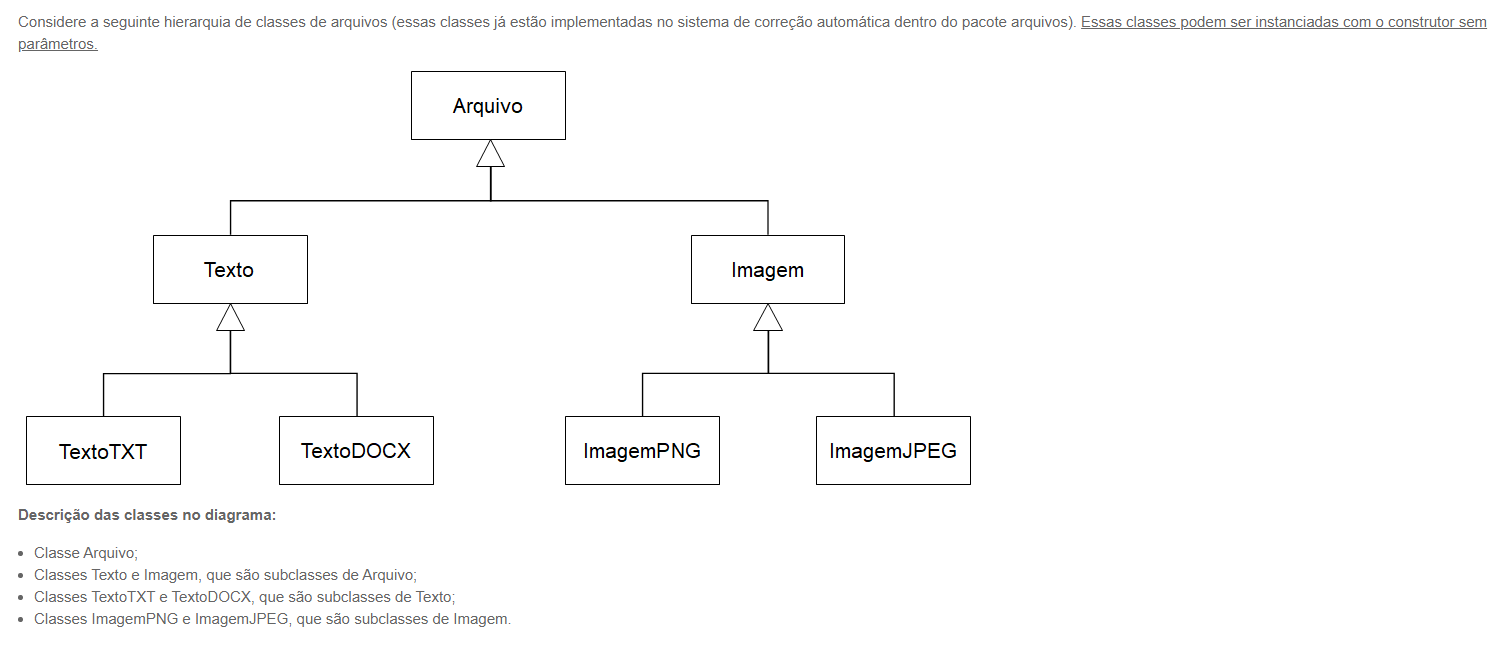 Considere a seguinte hierarquia de classes de arquivos (essas classes já estão implementadas no sistema de correção automática dentro do pacote arquivos). Essas classes podem ser instanciadas com o construtor sem
parâmetros.
Arquivo
Texto
Imagem
TextoTXT
TextoDOCX
ImagemPNG
ImagemJPEG
Descrição das classes no diagrama:
• Classe Arquivo;
• Classes Texto e Imagem, que são subclasses de Arquivo;
• Classes TextoTXT e TextoDOCX, que são subclasses de Texto;
• Classes ImagemPNG e ImagemJPEG, que são subclasses de Imagem.